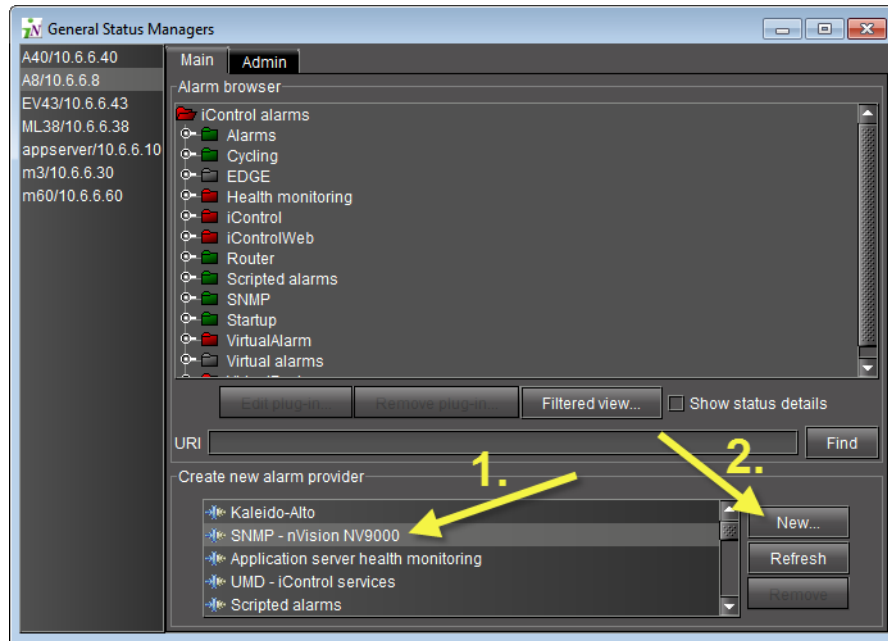 General Status Managers
A40/10.6.6.40
A8/10.6.6.8
EV43/10.6.6.43
ML38/10.6.6.38
appserver/10.6.6.10
m3/10.6.6.30
m60/10.6.6.60
Main Admin
Alarm browser
iControl alarms
Alarms
Cycling
EDGE
Health monitoring
iControl
iControlWeb
Router
Scripted alarms
SNMP
Startup
VirtualAlarm
Virtual alarms
Edit plug-in... Remove plug-in... Filtered view... Show status details
URI Find
1. 2.
Create new alarm provider
Kaleido-Alto
SNMP - nVision NV9000
Application server health monitoring
UMD - iControl services
Scripted alarms
New...
Refresh
Remove